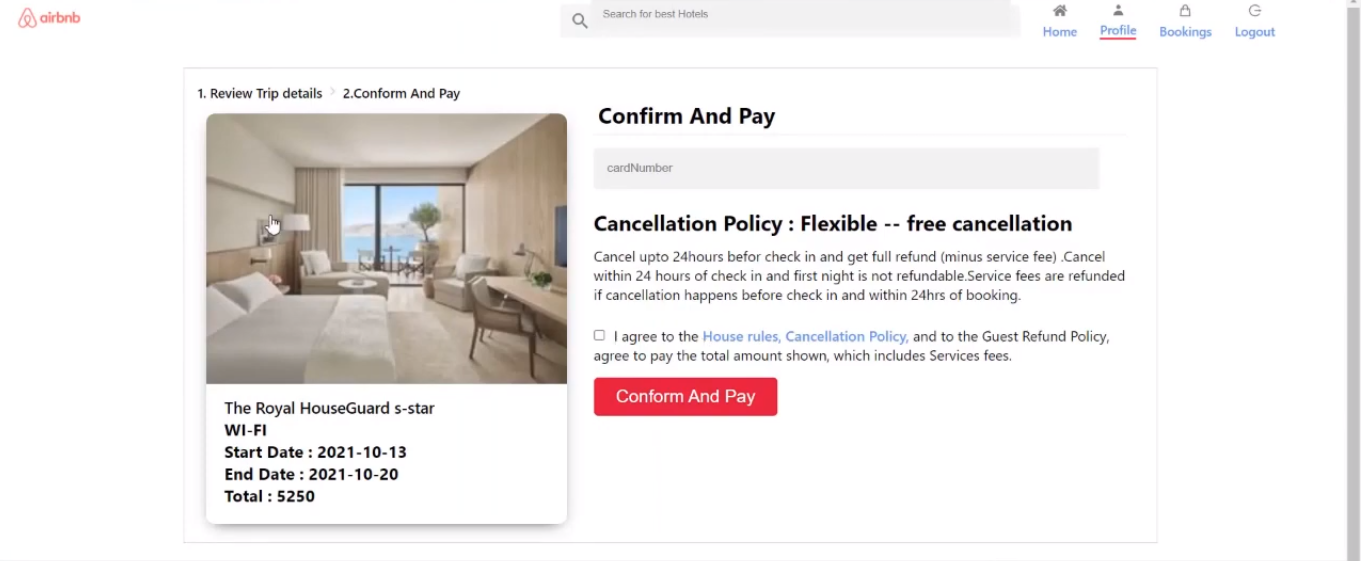 airbnb
Search for best Hotels
Home
Profile
Bookings
Logout
1. Review Trip details
2.Conform And Pay
The Royal HouseGuard s-star
WI-FI
Start Date : 2021-10-13
End Date : 2021-10-20
Total : 5250
Confirm And Pay
cardNumber
Cancellation Policy : Flexible -- free cancellation
Cancel upto 24hours befor check in and get full refund (minus service fee) .Cancel
within 24 hours of check in and first night is not refundable.Service fees are refunded
if cancellation happens before check in and within 24hrs of booking.
I agree to the House rules, Cancellation Policy, and to the Guest Refund Policy,
agree to pay the total amount shown, which includes Services fees.
Conform And Pay